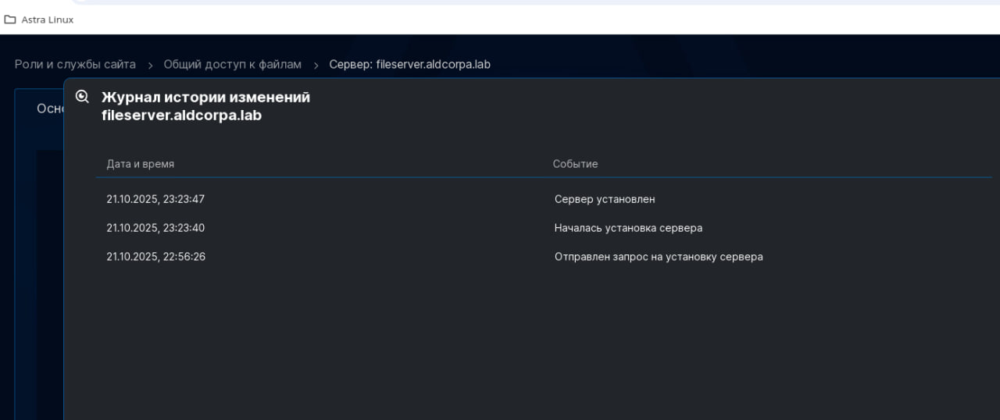 Astra Linux
Роли и службы сайта > Общий доступ к файлам > Сервер: fileserver.aldcorpa.lab
Журнал истории изменений
fileserver.aldcorpa.lab
Дата и время Событие
21.10.2025, 23:23:47 Сервер установлен
21.10.2025, 23:23:40 Началась установка сервера
21.10.2025, 22:56:26 Отправлен запрос на установку сервера